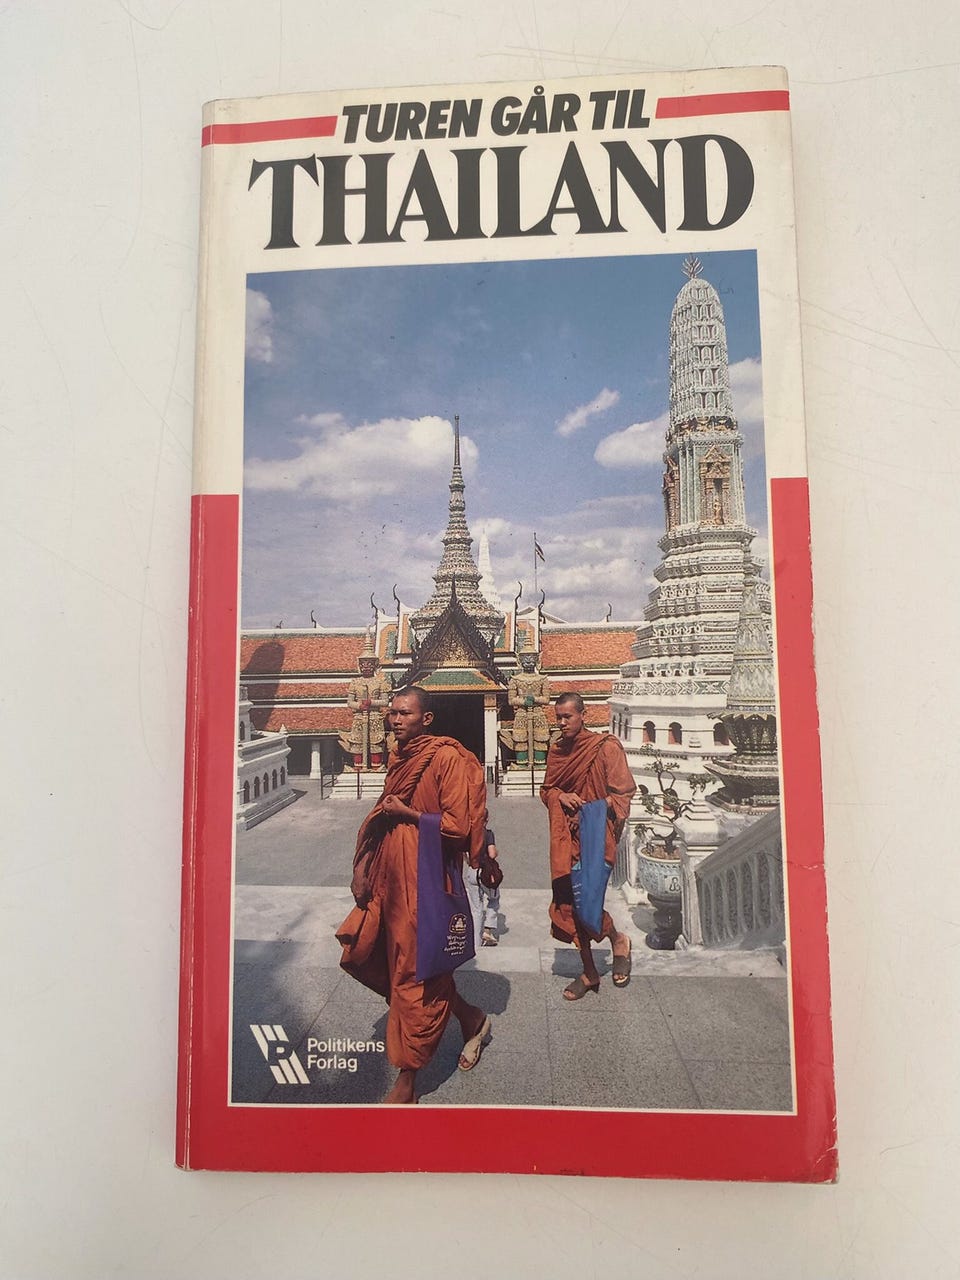 TUREN GÅR TIL
THAILAND
Politikens
Forlag